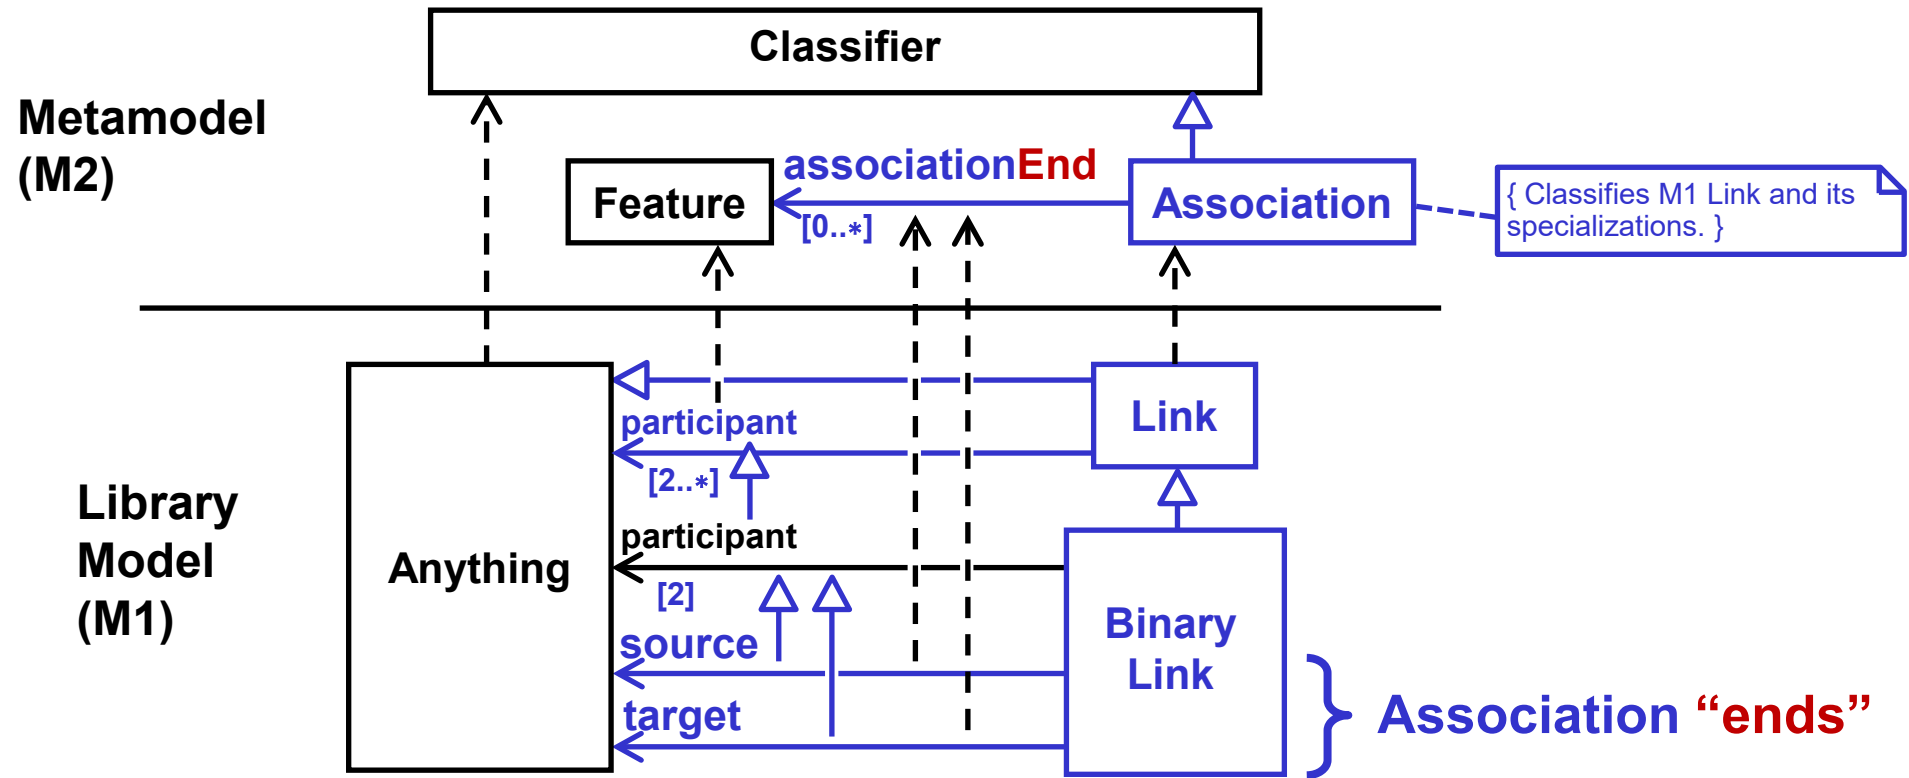 Classifier
Metamodel
(M2)
associationEnd
Feature
[0..*]
Association
{ Classifies M1 Link and its
specializations. }
Library
Model
(M1)
Anything
participant
[2..*]
Link
participant
[2]
source
target
Binary
Link
Association “ends”